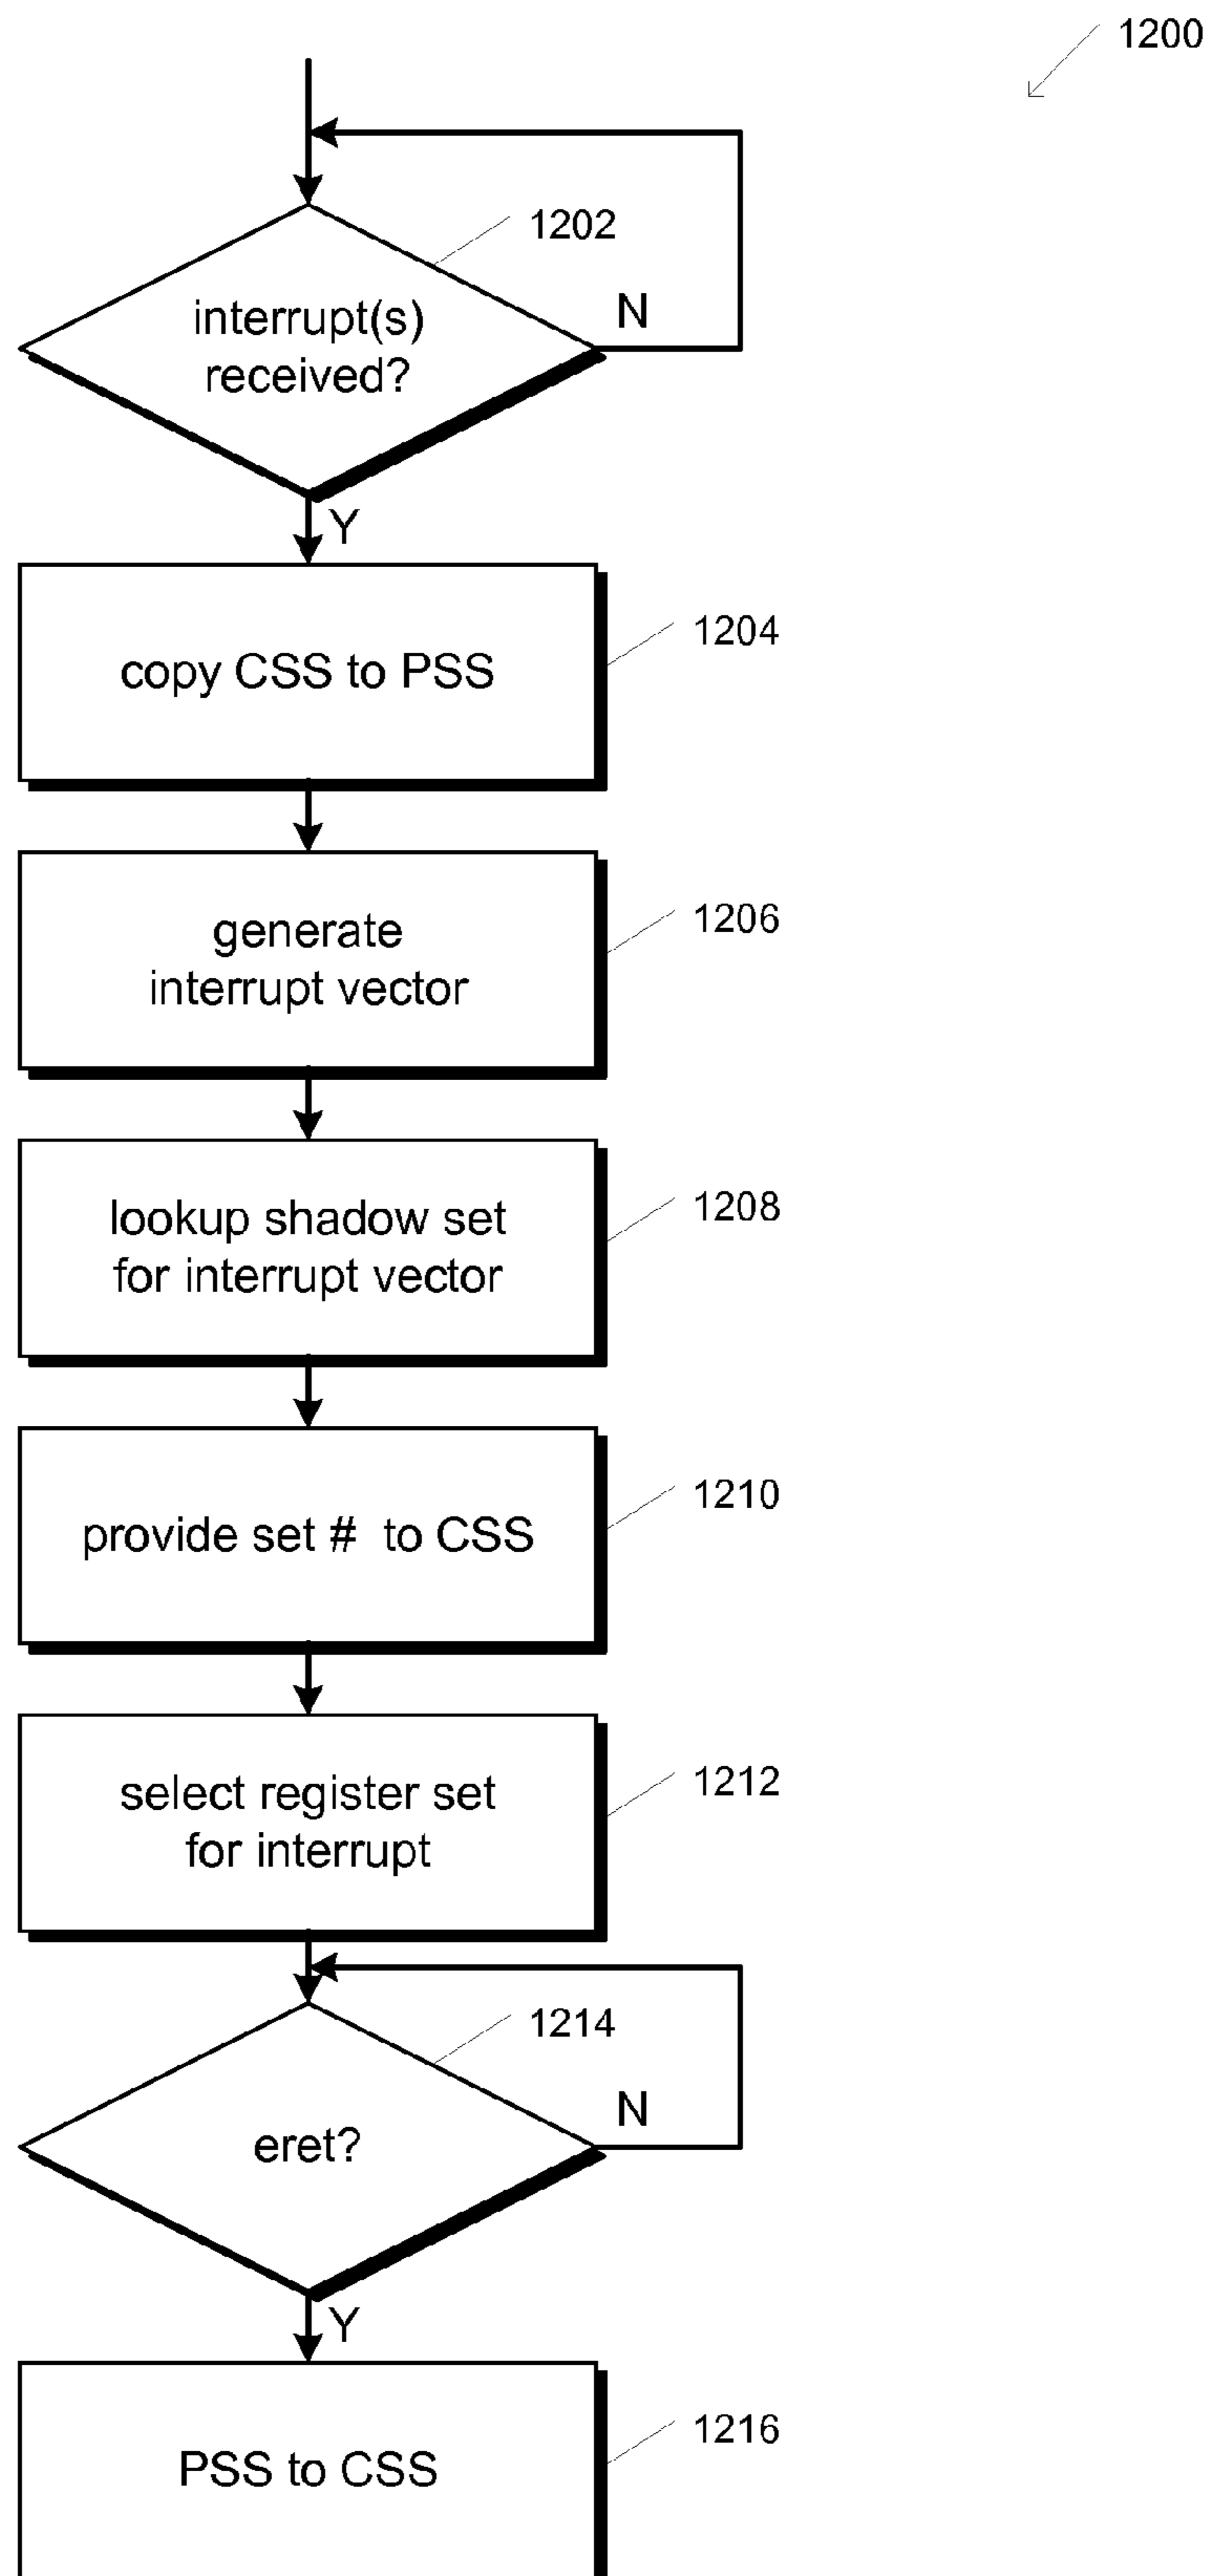 1200
1202
interrupt(s)
received?
N
Y
copy CSS to PSS
1204
generate
interrupt vector
1206
lookup shadow set
for interrupt vector
1208
provide set # to CSS
1210
select register set
for interrupt
1212
1214
eret?
N
Y
PSS to CSS
1216